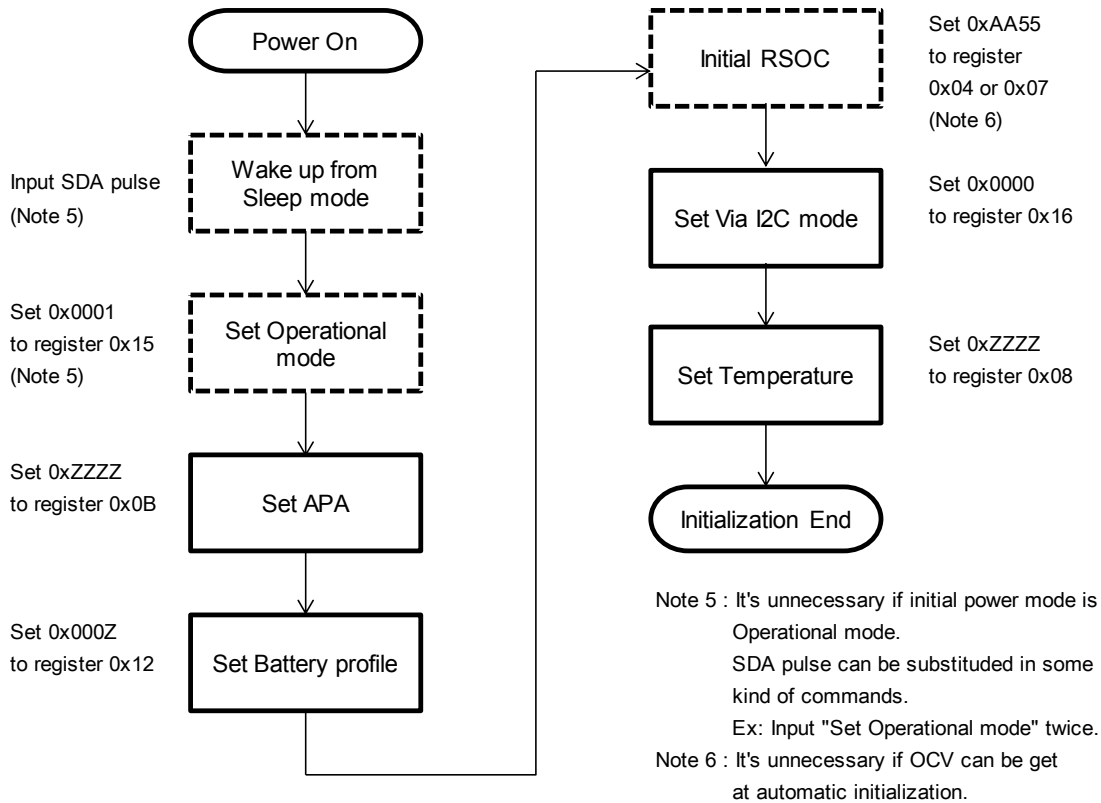 Power On
Input SDA pulse
(Note 5)
Wake up from
Sleep mode
Set 0x0001
to register 0x15
(Note 5)
Set Operational
mode
Set 0xZZZZ
to register 0x0B
Set APA
Set 0x000Z
to register 0x12
Set Battery profile
Initial RSOC
Set 0xAA55
to register
0x04 or 0x07
(Note 6)
Set Via I2C mode
Set 0x0000
to register 0x16
Set Temperature
Set 0xZZZZ
to register 0x08
Initialization End
Note 5 : It's unnecessary if initial power mode is
Operational mode.
SDA pulse can be substituded in some
kind of commands.
Ex: Input "Set Operational mode" twice.
Note 6 : It's unnecessary if OCV can be get
at automatic initialization.